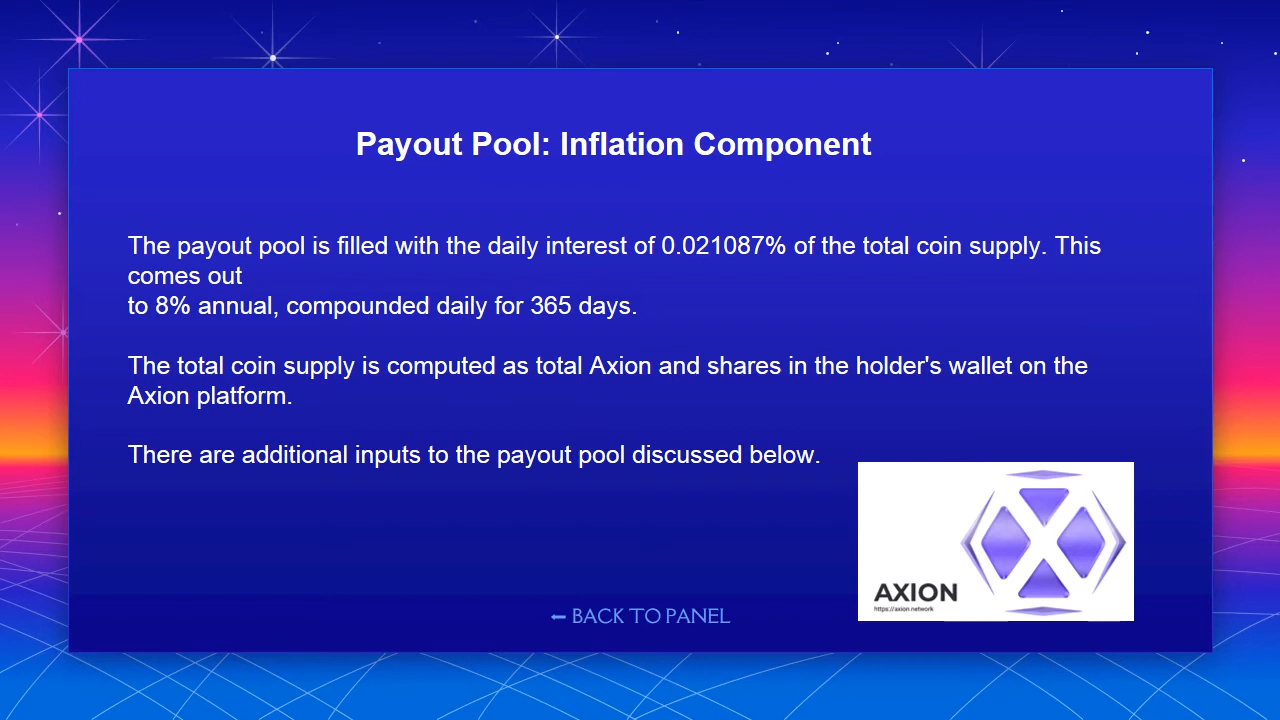 Payout Pool: Inflation Component
The payout pool is filled with the daily interest of 0.021087% of the total coin supply. This
comes out
to 8% annual, compounded daily for 365 days.
The total coin supply is computed as total Axion and shares in the holder's wallet on the
Axion platform.
There are additional inputs to the payout pool discussed below.
AXION
https://axion.network
← BACK TO PANEL